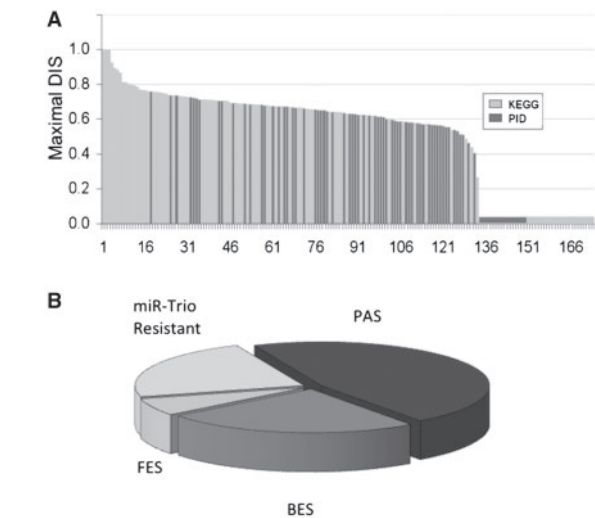 A
Maximal DIS
1.0
0.8
0.6
0.4
0.2
0.0
KEGG
PID
1 16 31 46 61 76 91 106 121 136 151 166
B
miR-Trio
Resistant
PAS
FES
BES